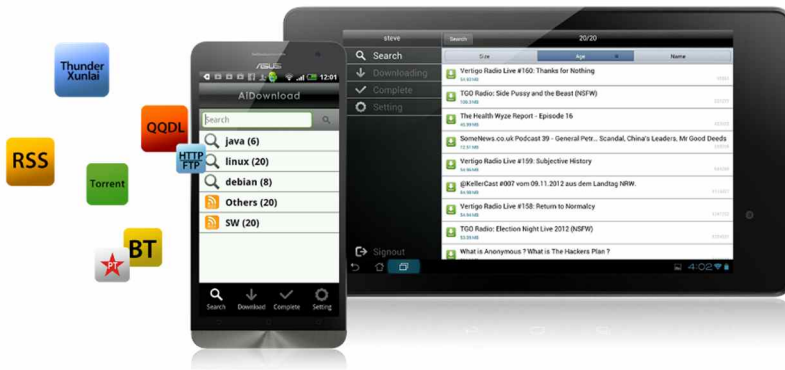 Thunder
Xunlai
QQDL
RSS
HTTP
FTP
Torrent
BT
PT
ASUS
12:01
AiDownload
Search
java (6)
linux (20)
debian (8)
Others (20)
SW (20)
Search
Download
Complete
Setting
steve
Search
Downloading
Complete
Setting
Signout
Search
20/20
Size
Age
Name
Vertigo Radio Live #160: Thanks for Nothing
TGO Radio: Side Pussy and the Beast (NSFW)
The Health Wyze Report - Episode 16
SomeNews.co.uk Podcast 39 - General Petr... Scandal, China's Leaders, Mr Good Deeds
Vertigo Radio Live #159: Subjective History
@KellerCast #007 vom 09.11.2012 aus dem Landtag NRW.
Vertigo Radio Live #158: Return to Normalcy
TGO Radio: Election Night Live 2012 (NSFW)
What is Anonymous ? What is The Hackers Plan ?
4:02